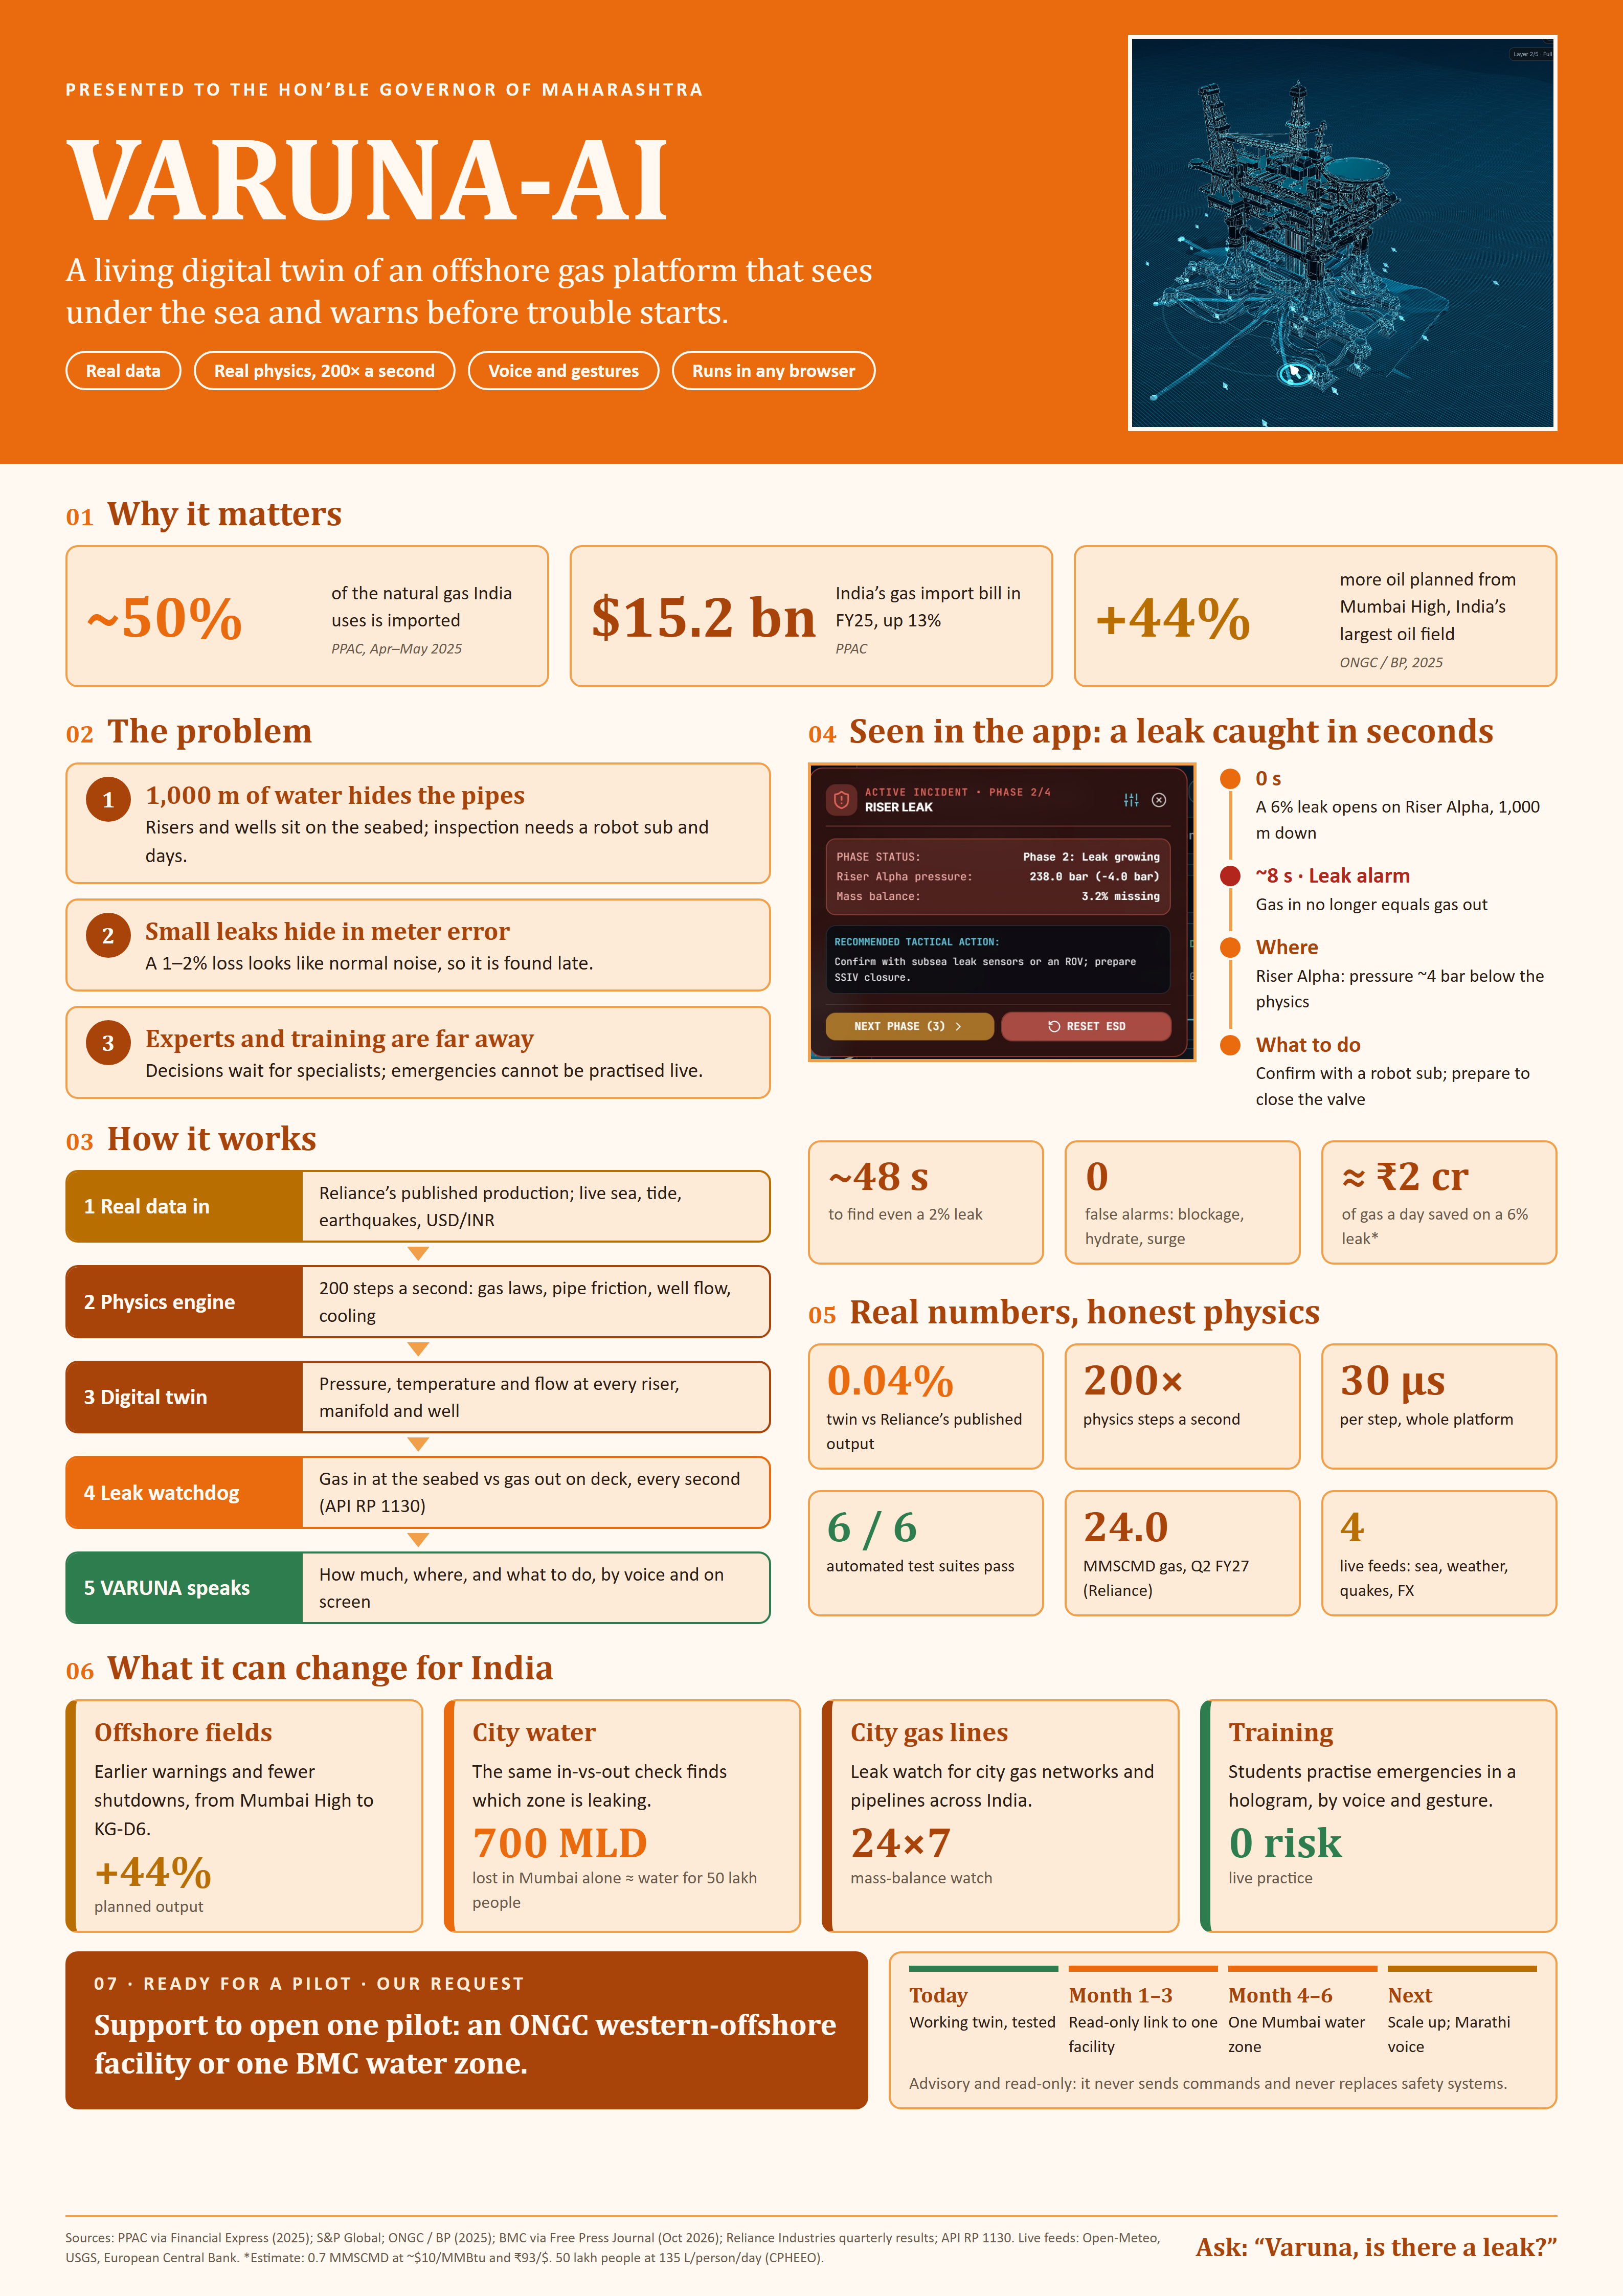 PRESENTED TO THE HON’BLE GOVERNOR OF MAHARASHTRA
VARUNA-AI
A living digital twin of an offshore gas platform that sees
under the sea and warns before trouble starts.
Real data
Real physics, 200× a second
Voice and gestures
Runs in any browser
Layer 2/5 · Full
01 Why it matters
~50%
of the natural gas India
uses is imported
PPAC, Apr–May 2025
$15.2 bn
India’s gas import bill in
FY25, up 13%
PPAC
+44%
more oil planned from
Mumbai High, India’s
largest oil field
ONGC / BP, 2025
02 The problem
1
1,000 m of water hides the pipes
Risers and wells sit on the seabed; inspection needs a robot sub and
days.
2
Small leaks hide in meter error
A 1–2% loss looks like normal noise, so it is found late.
3
Experts and training are far away
Decisions wait for specialists; emergencies cannot be practised live.
03 How it works
1 Real data in
Reliance’s published production; live sea, tide,
earthquakes, USD/INR
2 Physics engine
200 steps a second: gas laws, pipe friction, well flow,
cooling
3 Digital twin
Pressure, temperature and flow at every riser,
manifold and well
4 Leak watchdog
Gas in at the seabed vs gas out on deck, every second
(API RP 1130)
5 VARUNA speaks
How much, where, and what to do, by voice and on
screen
04 Seen in the app: a leak caught in seconds
ACTIVE INCIDENT • PHASE 2/4
RISER LEAK
PHASE STATUS: Phase 2: Leak growing
Riser Alpha pressure: 238.0 bar (-4.0 bar)
Mass balance: 3.2% missing
RECOMMENDED TACTICAL ACTION:
Confirm with subsea leak sensors or an ROV; prepare
SSIV closure.
NEXT PHASE (3)
RESET ESD
0 s
A 6% leak opens on Riser Alpha, 1,000
m down
~8 s · Leak alarm
Gas in no longer equals gas out
Where
Riser Alpha: pressure ~4 bar below the
physics
What to do
Confirm with a robot sub; prepare to
close the valve
~48 s
to find even a 2% leak
0
false alarms: blockage,
hydrate, surge
≈ ₹2 cr
of gas a day saved on a 6%
leak*
05 Real numbers, honest physics
0.04%
twin vs Reliance’s published
output
200×
physics steps a second
30 µs
per step, whole platform
6 / 6
automated test suites pass
24.0
MMSCMD gas, Q2 FY27
(Reliance)
4
live feeds: sea, weather,
quakes, FX
06 What it can change for India
Offshore fields
Earlier warnings and fewer
shutdowns, from Mumbai High to
KG-D6.
+44%
planned output
City water
The same in-vs-out check finds
which zone is leaking.
700 MLD
lost in Mumbai alone ≈ water for 50 lakh
people
City gas lines
Leak watch for city gas networks and
pipelines across India.
24×7
mass-balance watch
Training
Students practise emergencies in a
hologram, by voice and gesture.
0 risk
live practice
07 · READY FOR A PILOT · OUR REQUEST
Support to open one pilot: an ONGC western-offshore
facility or one BMC water zone.
Today
Working twin, tested
Month 1–3
Read-only link to one
facility
Month 4–6
One Mumbai water
zone
Next
Scale up; Marathi
voice
Advisory and read-only: it never sends commands and never replaces safety systems.
Sources: PPAC via Financial Express (2025); S&P Global; ONGC / BP (2025); BMC via Free Press Journal (Oct 2026); Reliance Industries quarterly results; API RP 1130. Live feeds: Open-Meteo,
USGS, European Central Bank. *Estimate: 0.7 MMSCMD at ~$10/MMBtu and ₹93/$. 50 lakh people at 135 L/person/day (CPHEEO).
Ask: “Varuna, is there a leak?”